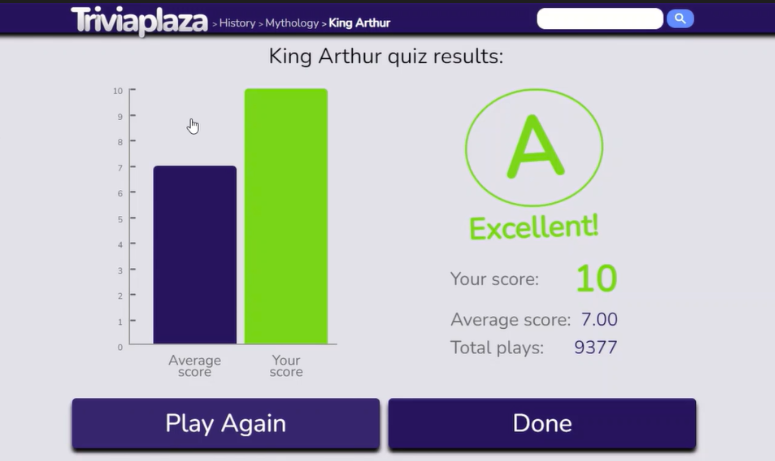 Triviaplaza > History > Mythology > King Arthur
King Arthur quiz results:
10
9
8
7
6
5
4
3
2
1
0
Average
score
Your
score
A
Excellent!
Your score: 10
Average score: 7.00
Total plays: 9377
Play Again
Done